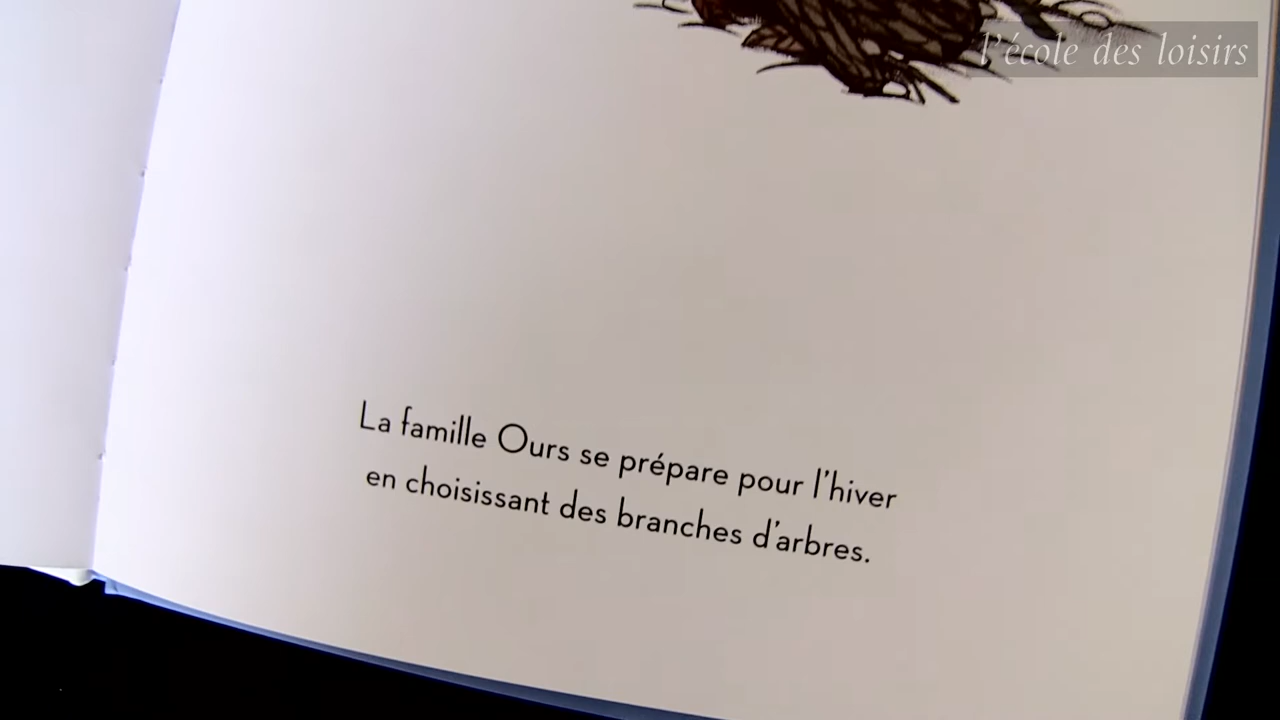 l'école des loisirs
La famille Ours se prépare pour l'hiver
en choisissant des branches d'arbres.